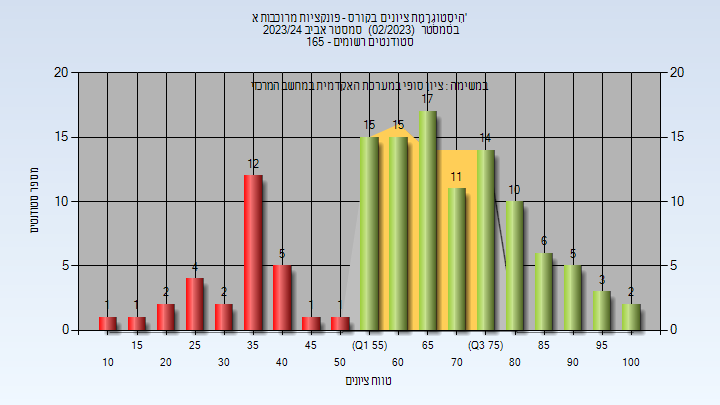 היסטוגרמת ציונים בקורס - פונקציות מרוכבות א'
בסמסטר (02/2023) סמסטר אביב 2023/24
סטודנטים רשומים - 165
במשימה : ציון סופי במערכת האקדמית במחשב המרכזי
מספר סטודנטים
20 20
15 15
10 10
5 5
0 0
1 1 2 4 2 12 5 1 1 15 15 17 11 14 10 6 5 3 2
15 25 35 45 (Q1 55) 65 (Q3 75) 85 95
10 20 30 40 50 60 70 80 90 100
טווח ציונים